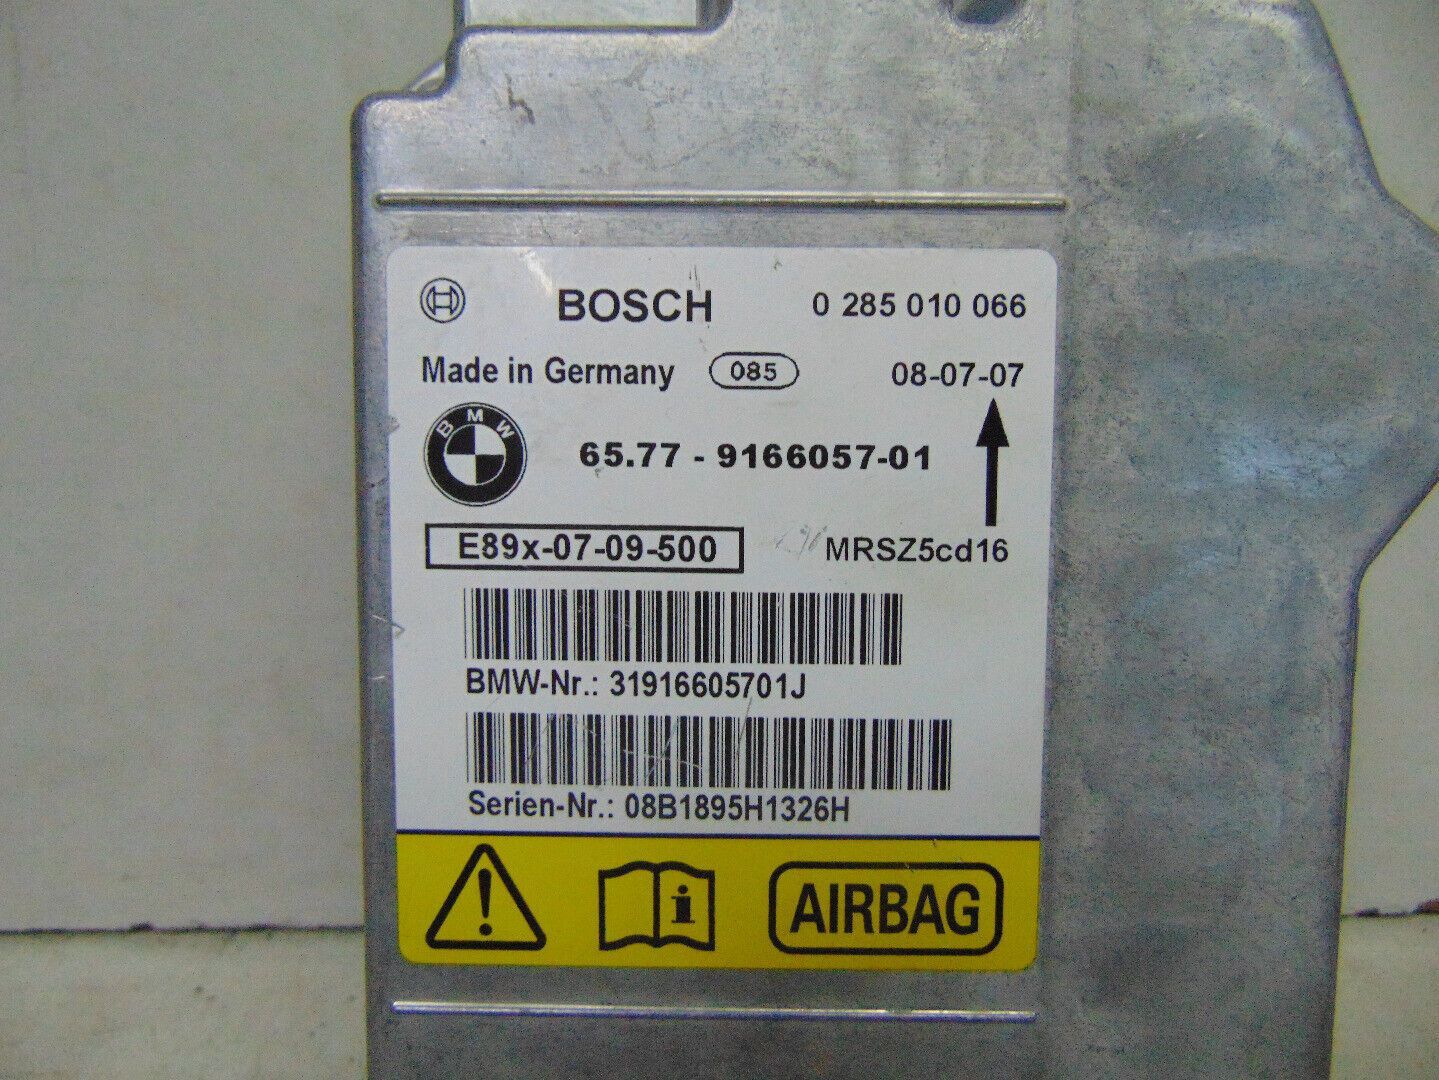 BOSCH 0 285 010 066
Made in Germany 085 08-07-07
BMW 65.77 - 9166057-01
E89x-07-09-500 MRSZ5cd16
BMW-Nr.: 31916605701J
Serien-Nr.: 08B1895H1326H
AIRBAG